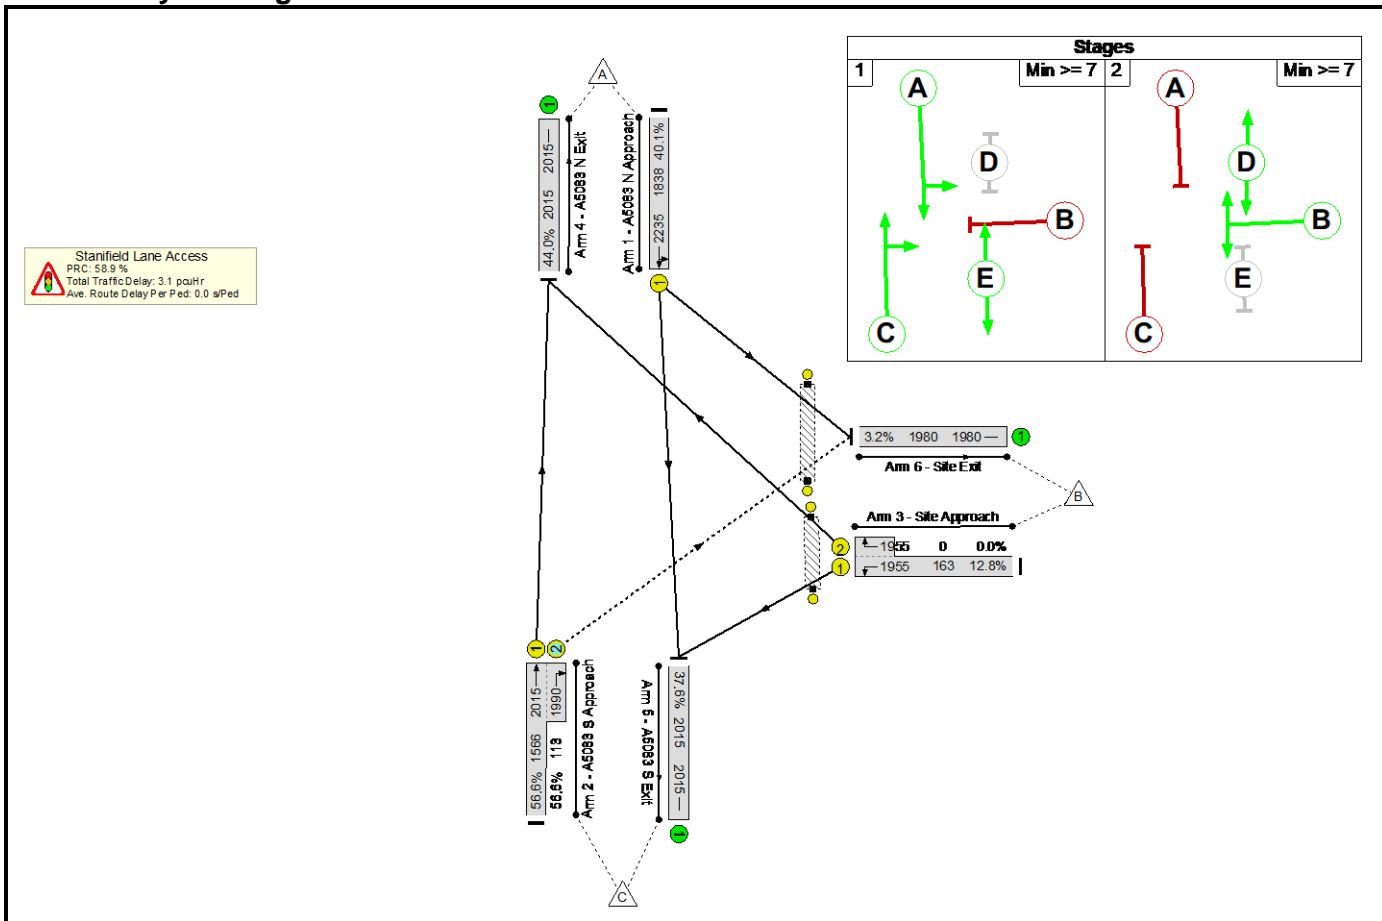 Stages
1
Min >= 7
2
Min >= 7
A
D
B
E
C
A
D
B
E
C
A
1
44.0% 2015 2015
Arm 4 - A5083 N Exit
Arm 1 - A5083 N Approach
2235 1838 40.1%
1
Stanifield Lane Access
PRC: 58.9 %
Total Traffic Delay: 3.1 pcuHr
Ave. Route Delay Per Ped: 0.0 s/Ped
3.2% 1980 1980
1
Arm 6 - Site Exit
B
Arm 3 - Site Approach
2
1955 0 0.0%
1
1955 163 12.8%
1
2
56.6% 1566 2015
56.6% 113 1990
Arm 2 - A5083 S Approach
Arm 5 - A5083 S Exit
37.6% 2015 2015
1
C